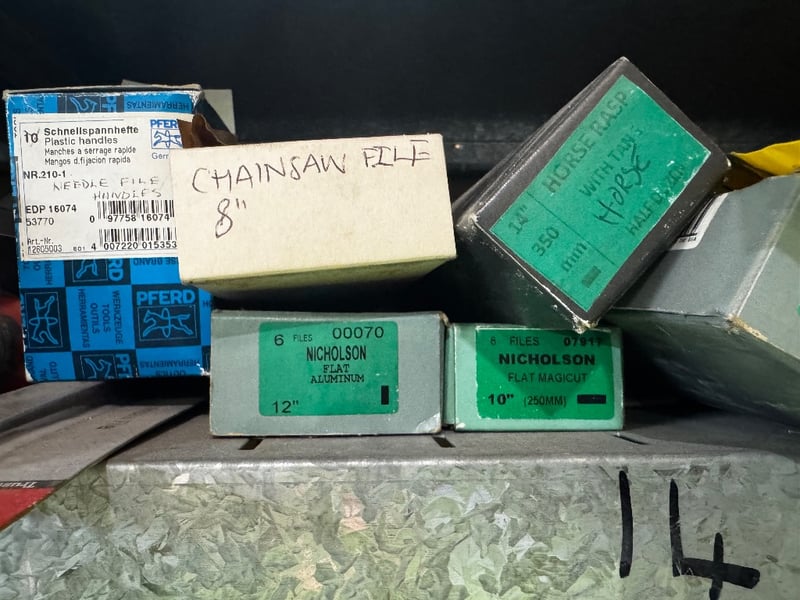 HERRAMIENTAS
10 Schnellspannhefte
Plastic handles
Manches a serrage rapide
Mangos d.fijacion rapida
PFERD
NR.210-1
NEEDLE FILE
HANDLES
EDP 16074
53770
0 97758 16074
Art.-Nr.
12605003
601
4 007220 015353
PFERD
WERKZEUGE
TOOLS
OUTILS
HERRAMIENTAS
PFERD
CHAINSAW FILE
8"
14" HORSE RASP
350 mm
HORSE
6 FILES 00070
NICHOLSON
FLAT
ALUMINUM
12"
6 FILES
NICHOLSON
FLAT MAGICUT
10" (250MM)
14